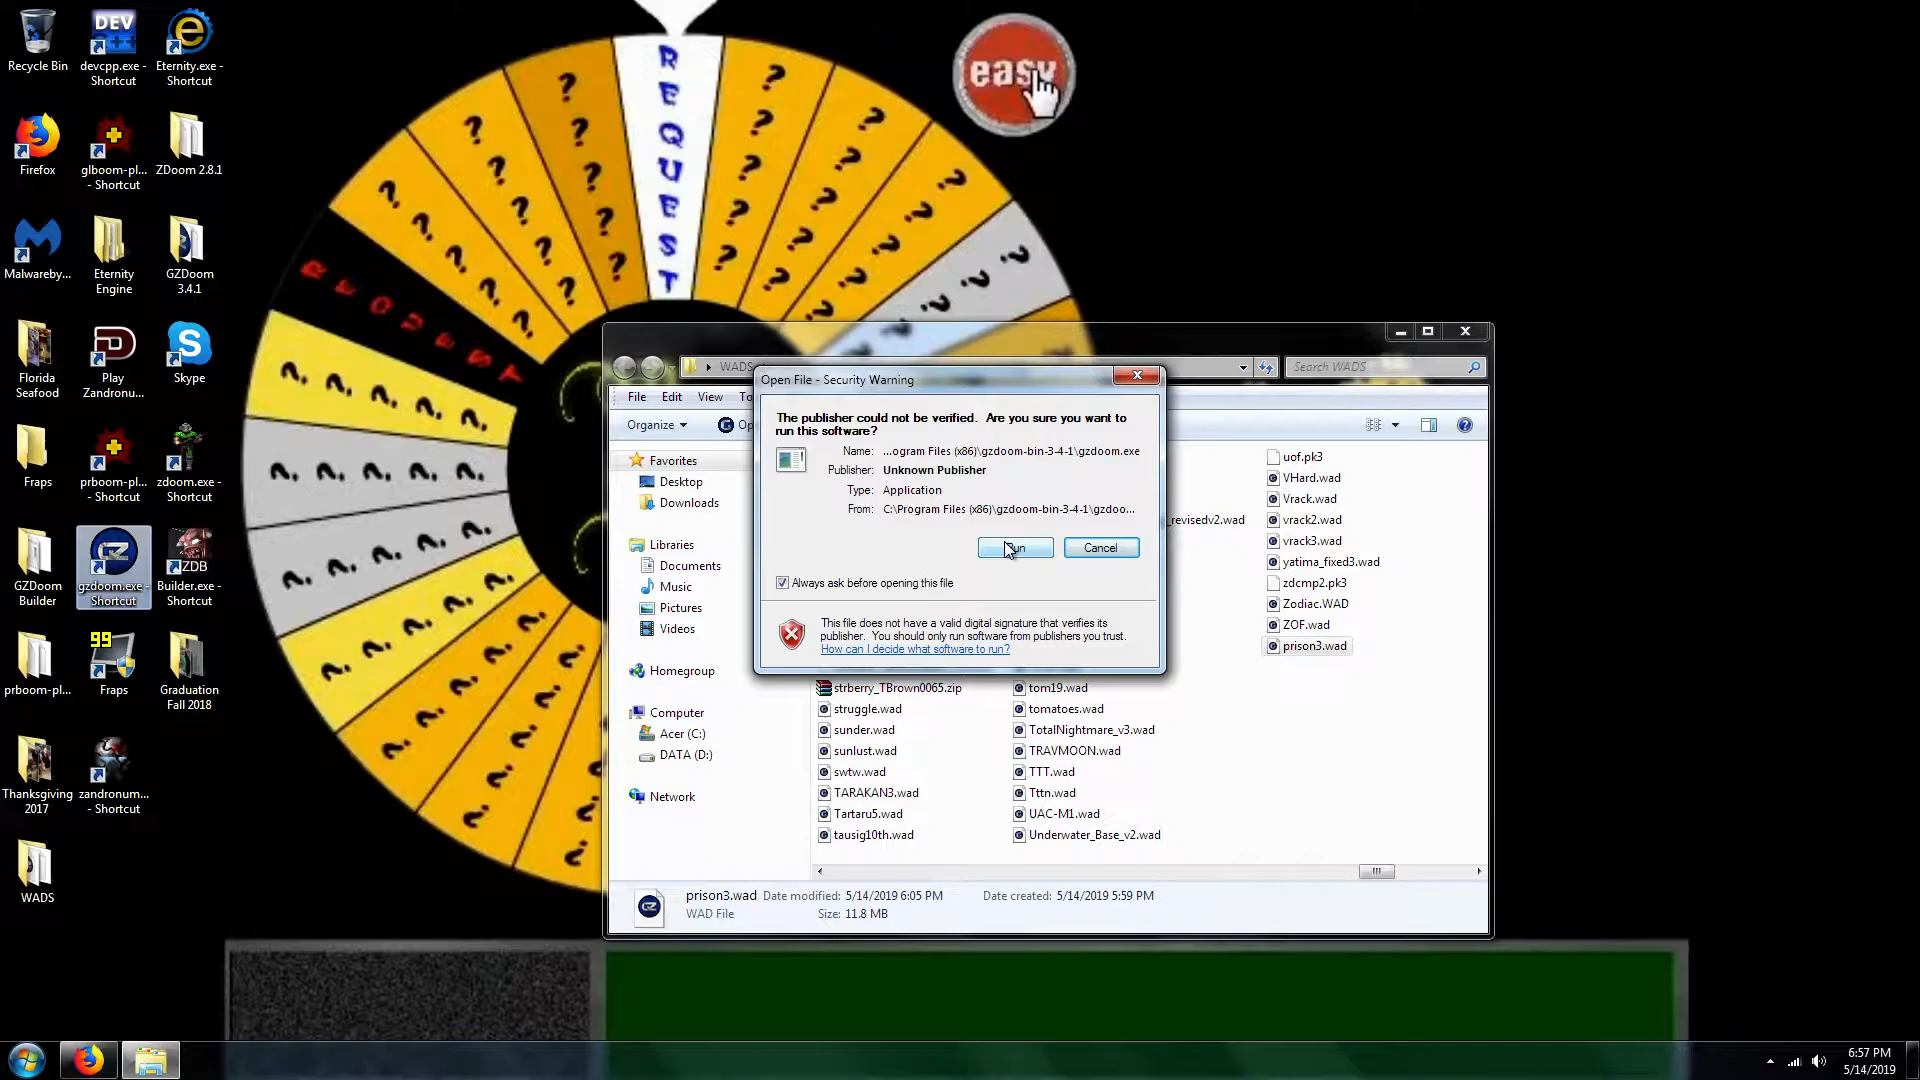 Recycle Bin
devcpp.exe - Shortcut
Eternity.exe - Shortcut
Firefox
glboom-pl... - Shortcut
ZDoom 2.8.1
Malwareby...
Eternity Engine
GZDoom 3.4.1
Florida Seafood
Play Zandronu...
Skype
Fraps
prboom-pl... - Shortcut
zdoom.exe - Shortcut
GZDoom Builder
gzdoom.exe - Shortcut
Builder.exe - Shortcut
prboom-pl...
99
Fraps
Graduation Fall 2018
Thanksgiving 2017
zandronum... - Shortcut
WADS
DEV
C++
ZDB
REQUEST
REQUEST
easy
WADS
Search WADS
File
Edit
View
To
Organize
Op
Favorites
Desktop
Downloads
Libraries
Documents
Music
Pictures
Videos
Homegroup
Computer
Acer (C:)
DATA (D:)
Network
Open File - Security Warning
The publisher could not be verified. Are you sure you want to
run this software?
Name: ...ogram Files (x86)\gzdoom-bin-3-4-1\gzdoom.exe
Publisher: Unknown Publisher
Type: Application
From: C:\Program Files (x86)\gzdoom-bin-3-4-1\gzdoo...
Cancel
Always ask before opening this file
This file does not have a valid digital signature that verifies its
publisher. You should only run software from publishers you trust.
How can I decide what software to run?
_revisedv2.wad
strberry_TBrown0065.zip
struggle.wad
sunder.wad
sunlust.wad
swtw.wad
TARAKAN3.wad
Tartaru5.wad
tausig10th.wad
tom19.wad
tomatoes.wad
TotalNightmare_v3.wad
TRAVMOON.wad
TTT.wad
Tttn.wad
UAC-M1.wad
Underwater_Base_v2.wad
uof.pk3
VHard.wad
Vrack.wad
vrack2.wad
vrack3.wad
yatima_fixed3.wad
zdcmp2.pk3
Zodiac.WAD
ZOF.wad
prison3.wad
prison3.wad Date modified: 5/14/2019 6:05 PM Date created: 5/14/2019 5:59 PM
WAD File Size: 11.8 MB
6:57 PM
5/14/2019